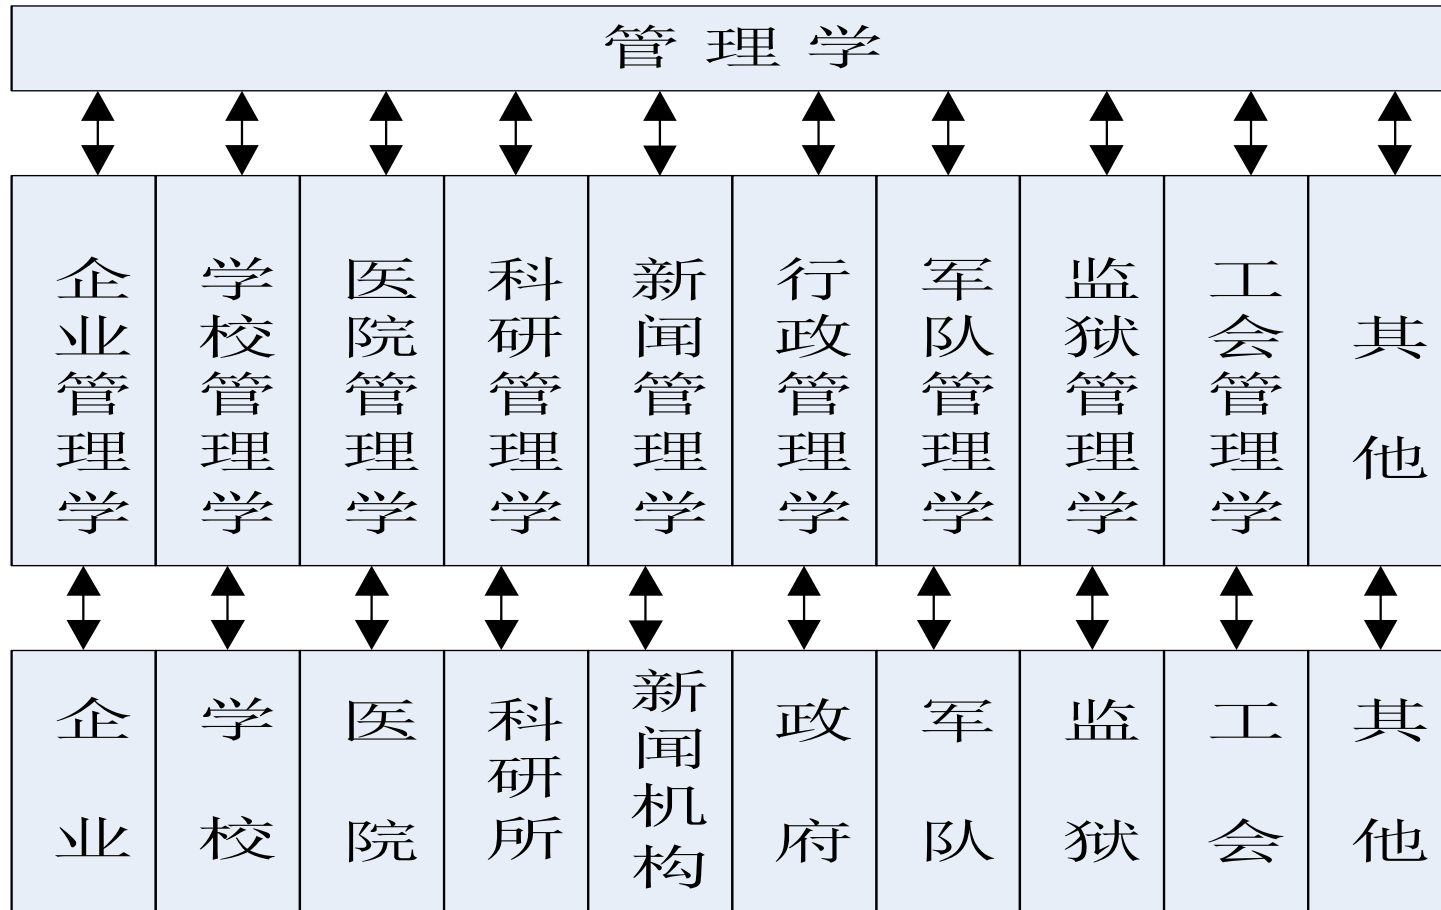 管理学
企业管理学
学校管理学
医院管理学
科研管理学
新闻管理学
行政管理学
军队管理学
监狱管理学
工会管理学
其他
企业
学校
医院
科研所
新闻机构
政府
军队
监狱
工会
其他